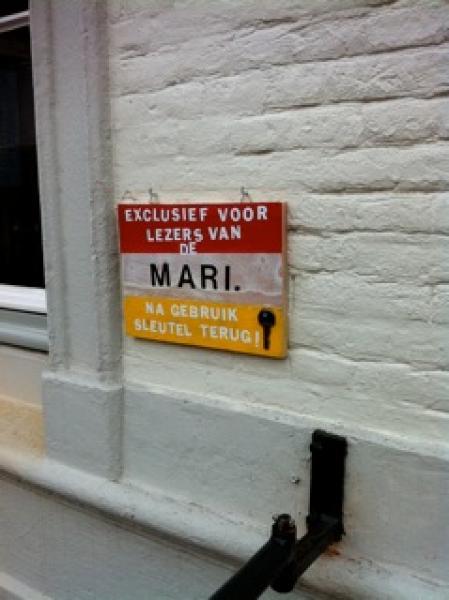 EXCLUSIEF VOOR
LEZERS VAN
DE
MARI.
NA GEBRUIK
SLEUTEL TERUG!